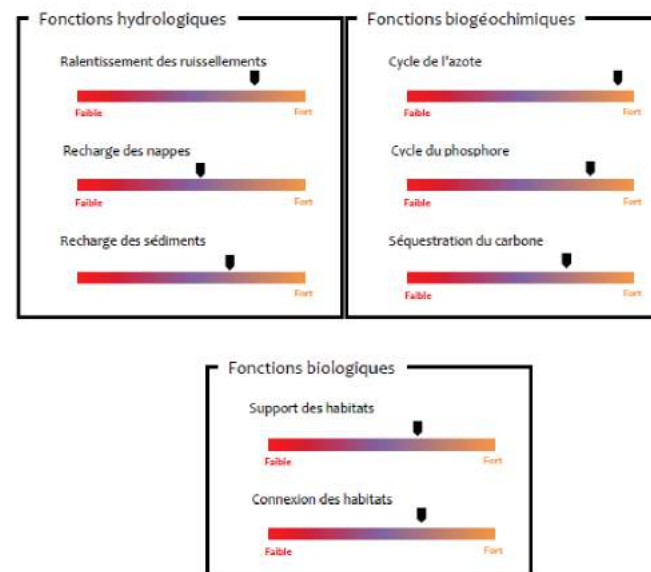 Fonctions hydrologiques
Ralentissement des ruissellements
Faible
Fort
Recharge des nappes
Faible
Fort
Recharge des sédiments
Fort
Fonctions biogéochimiques
Cycle de l'azote
Faible
Fort
Cycle du phosphore
Faible
Fort
Séquestration du carbone
Faible
Fort
Fonctions biologiques
Support des habitats
Faible
Fort
Connexion des habitats
Faible
Fort